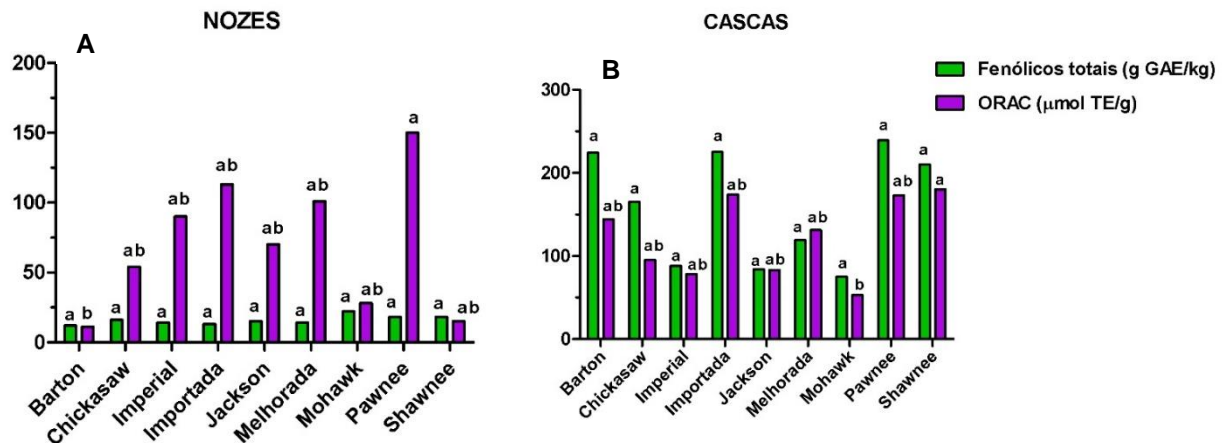 NOZES
A
200
150
100
50
0
a b
a ab
a ab
a ab
a ab
a ab
a ab
a a
a ab
Barton
Chickasaw
Imperial
Importada
Jackson
Melhorada
Mohawk
Pawnee
Shawnee
CASCAS
B
300
200
100
0
a ab
a ab
a ab
a ab
a ab
a ab
a b
a ab
a a
Barton
Chickasaw
Imperial
Importada
Jackson
Melhorada
Mohawk
Pawnee
Shawnee
Fenólicos totais (g GAE/kg)
ORAC (µmol TE/g)